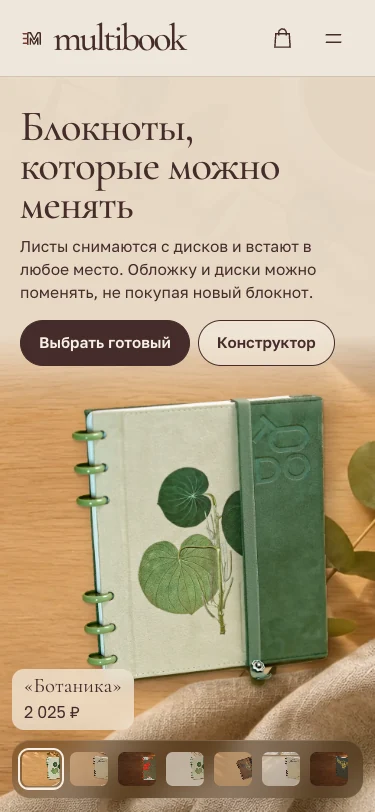 multibook
Блокноты,
которые можно
менять
Листы снимаются с дисков и встают в
любое место. Обложку и диски можно
поменять, не покупая новый блокнот.
Выбрать готовый
Конструктор
«Ботаника»
2 025 ₽